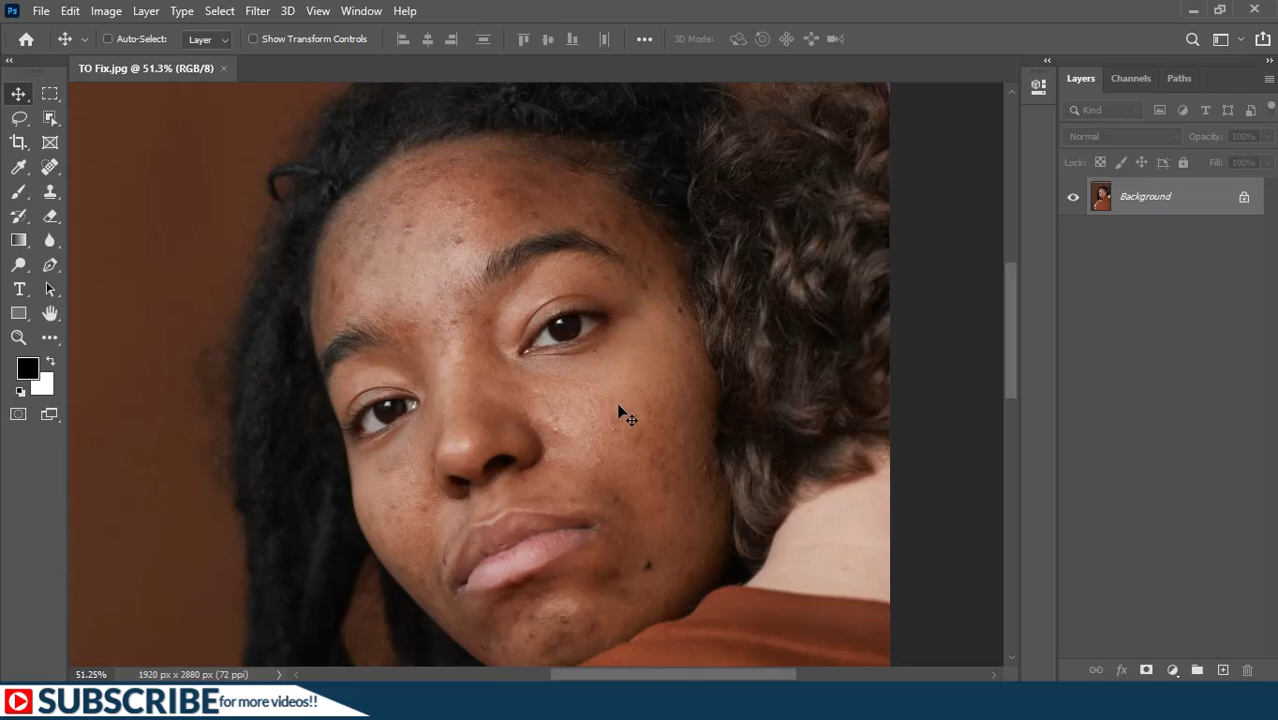 Ps File Edit Image Layer Type Select Filter 3D View Window Help
Auto-Select: Layer Show Transform Controls 3D Mode:
TO Fix.jpg @ 51.3% (RGB/8) ×
Layers Channels Paths
Kind
Normal Opacity: 100%
Lock: Fill: 100%
Background
51.25% 1920 px x 2880 px (72 ppi)
SUBSCRIBE for more videos!!